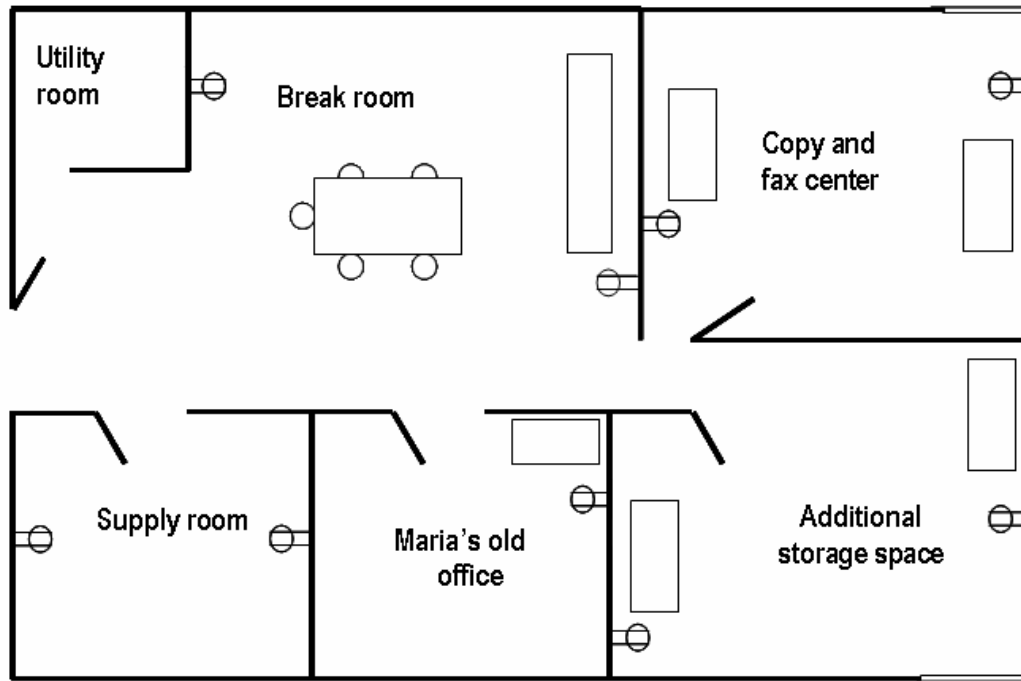 Utility
room
Break room
Copy and
fax center
Supply room
Maria's old
office
Additional
storage space